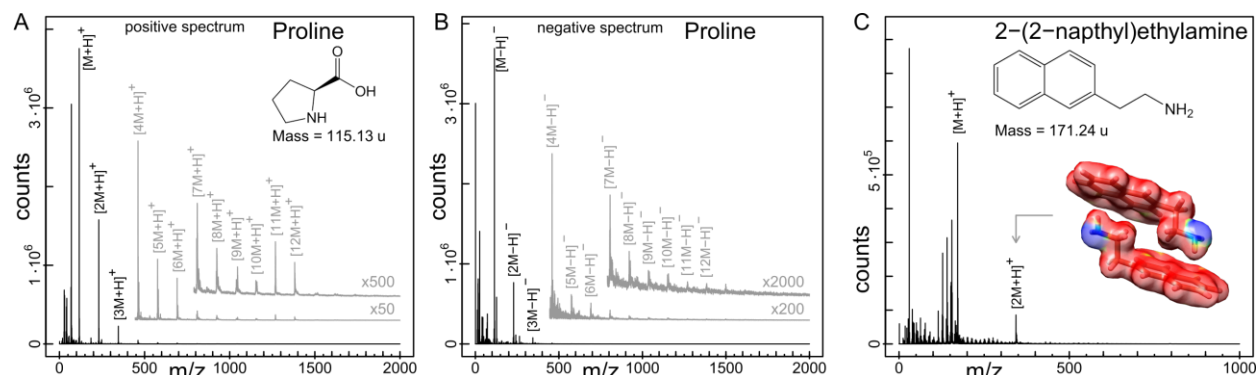 A
positive spectrum
Proline
O
OH
NH
Mass = 115.13 u
[M+H]+
[2M+H]+
[3M+H]+
[4M+H]+
[5M+H]+
[6M+H]+
[7M+H]+
[8M+H]+
[9M+H]+
[10M+H]+
[11M+H]+
[12M+H]+
x500
x50
counts
3·10^6
1·10^6
0
0
500
1000
1500
2000
m/z
B
negative spectrum
Proline
[M−H]−
[2M−H]−
[3M−H]−
[4M−H]−
[5M−H]−
[6M−H]−
[7M−H]−
[8M−H]−
[9M−H]−
[10M−H]−
[11M−H]−
[12M−H]−
x2000
x200
counts
3·10^6
1·10^6
0
0
500
1000
1500
2000
m/z
C
2−(2−napthyl)ethylamine
NH2
Mass = 171.24 u
[M+H]+
[2M+H]+
counts
5·10^5
0
0
500
1000
m/z